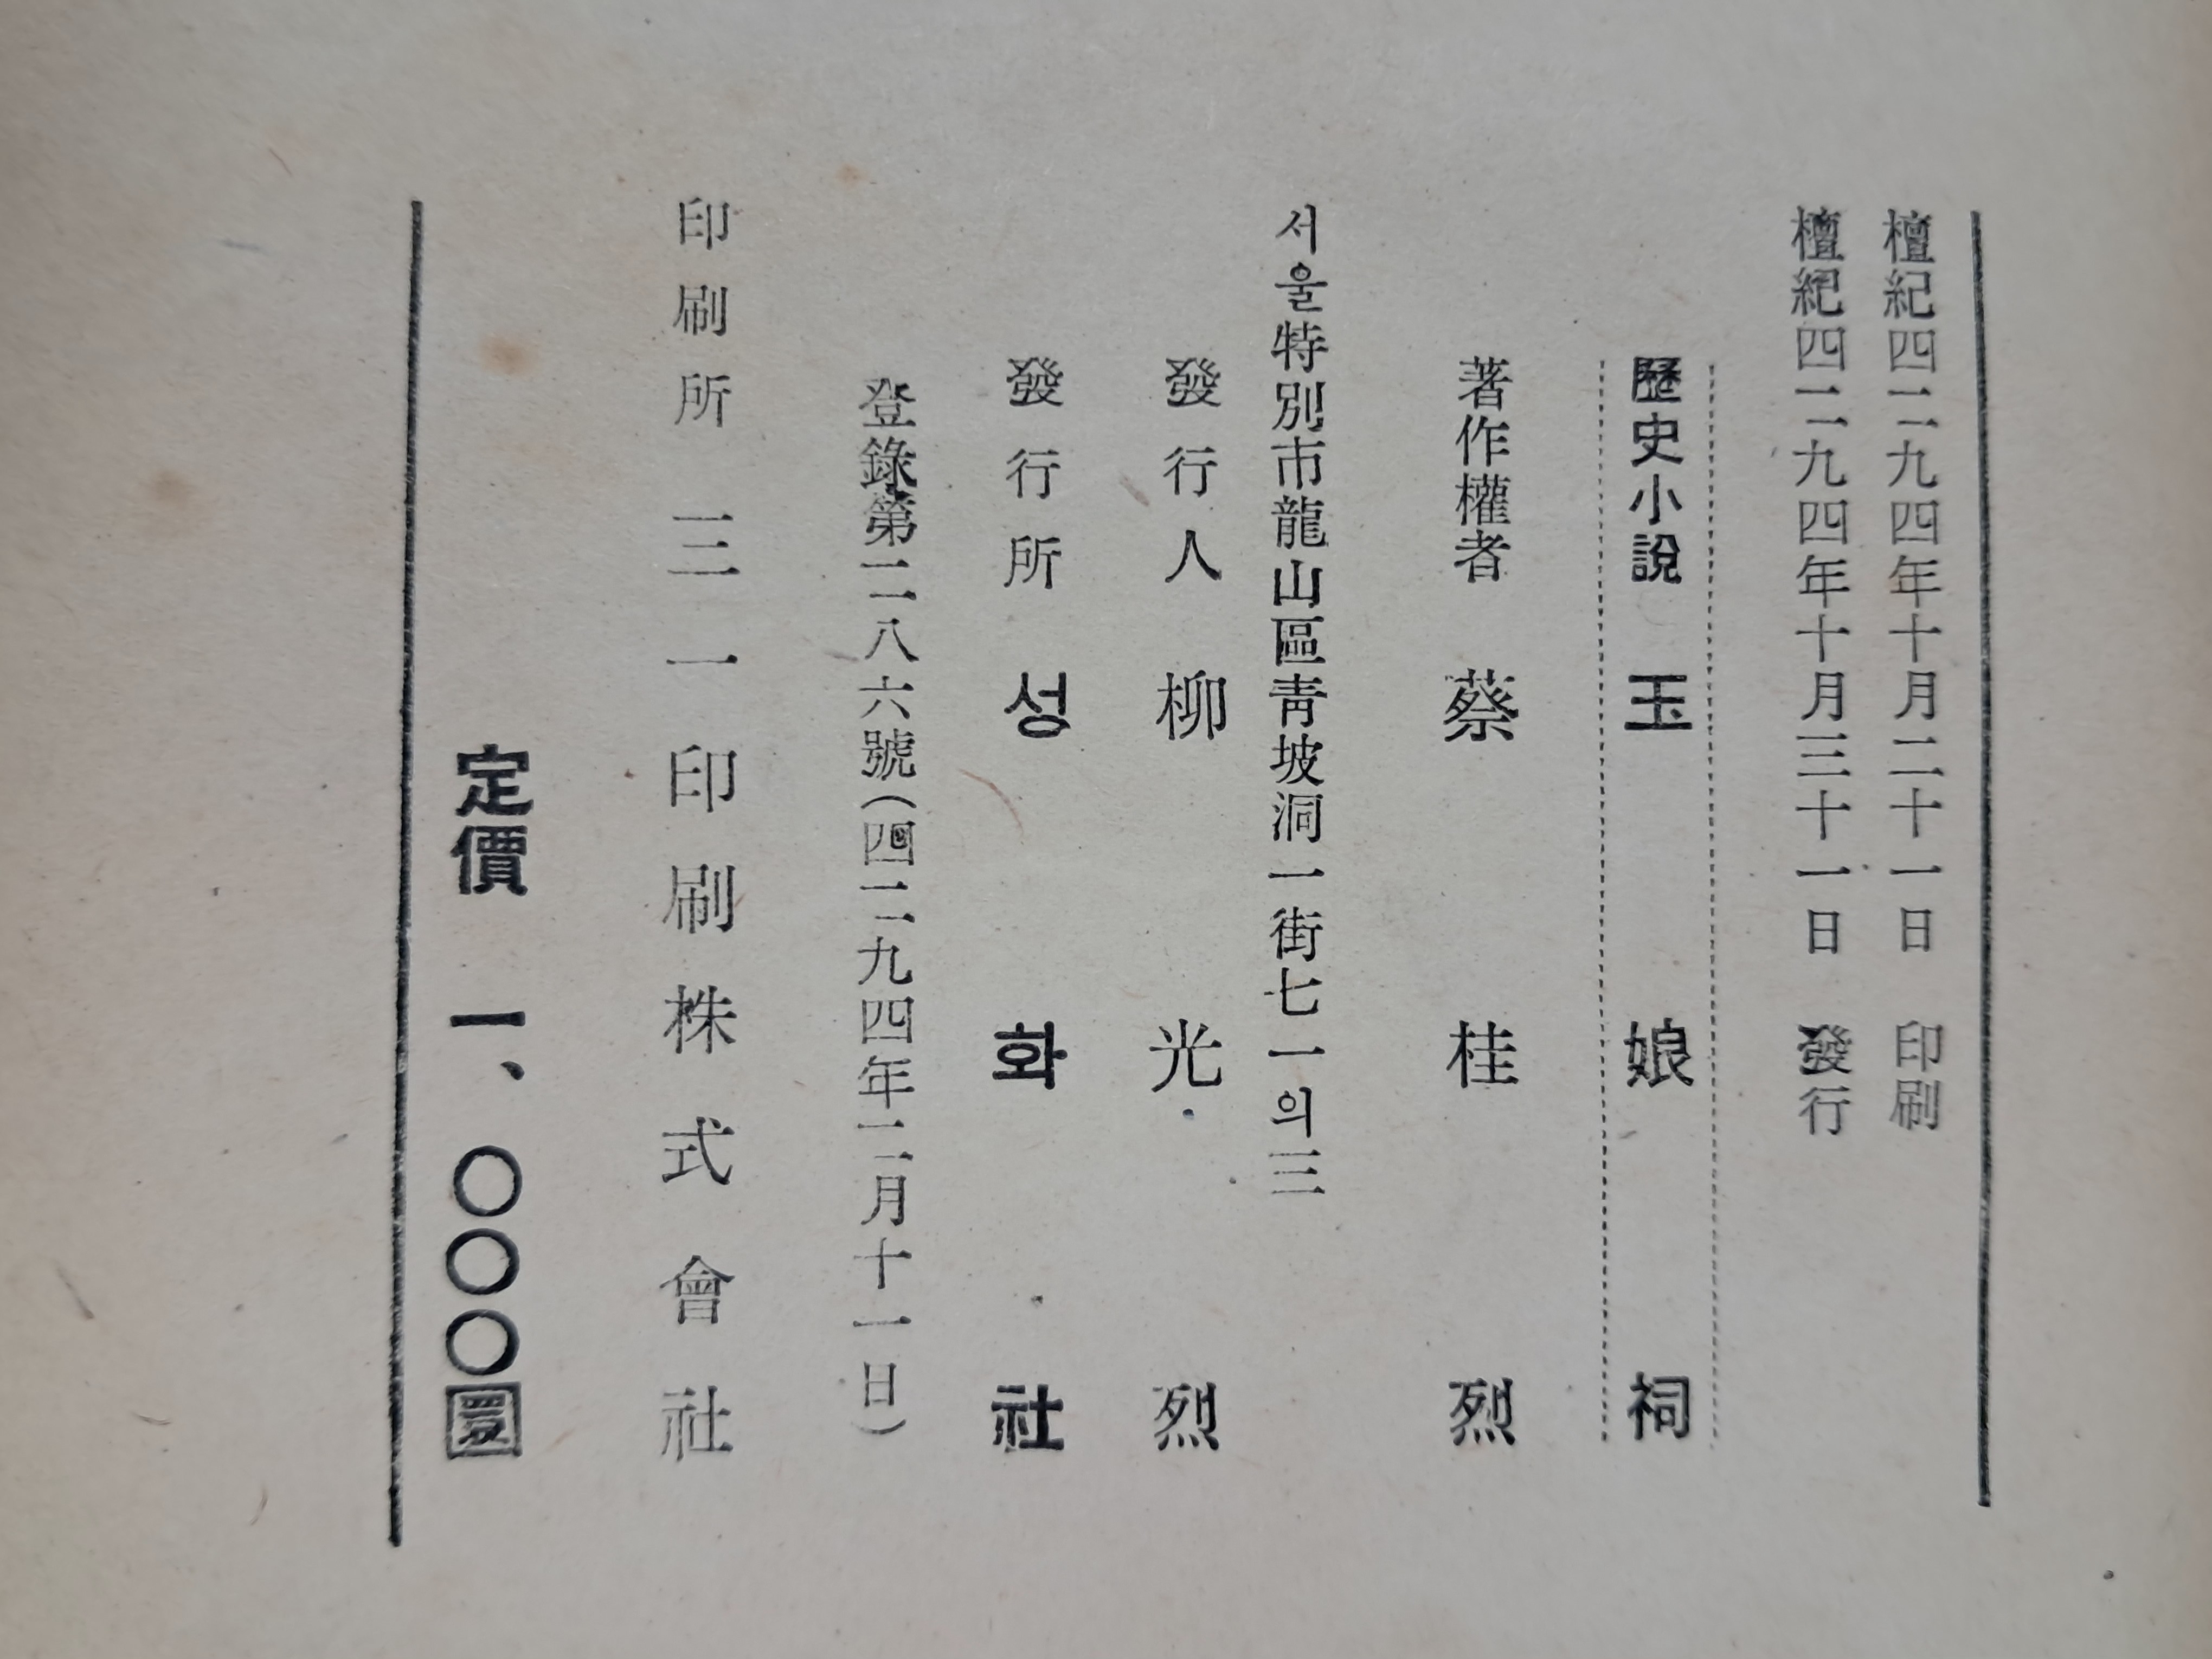 檀紀四二九四年十月二十一日　印刷
檀紀四二九四年十月三十一日　發行
歷史小說　玉娘祠
著作權者　蔡桂烈
서울特別市龍山區靑坡洞一街七一의三
發行人　柳光烈
發行所　성화社
登錄第二八六號(四二九四年二月十一日)
印刷所　三一印刷株式會社
定價　一、〇〇〇圜